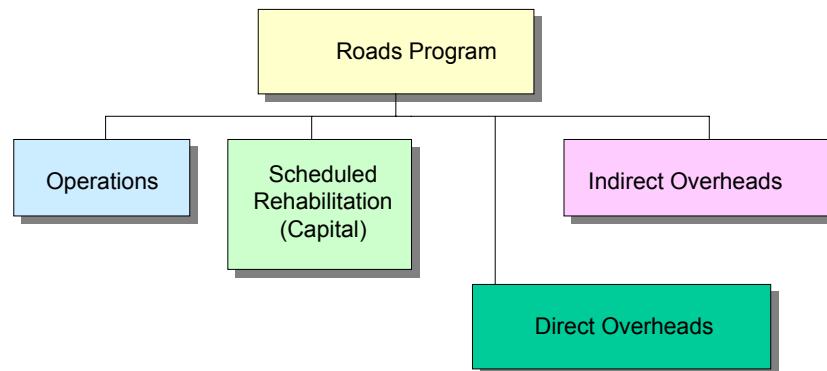 Roads Program
Operations
Scheduled
Rehabilitation
(Capital)
Indirect Overheads
Direct Overheads